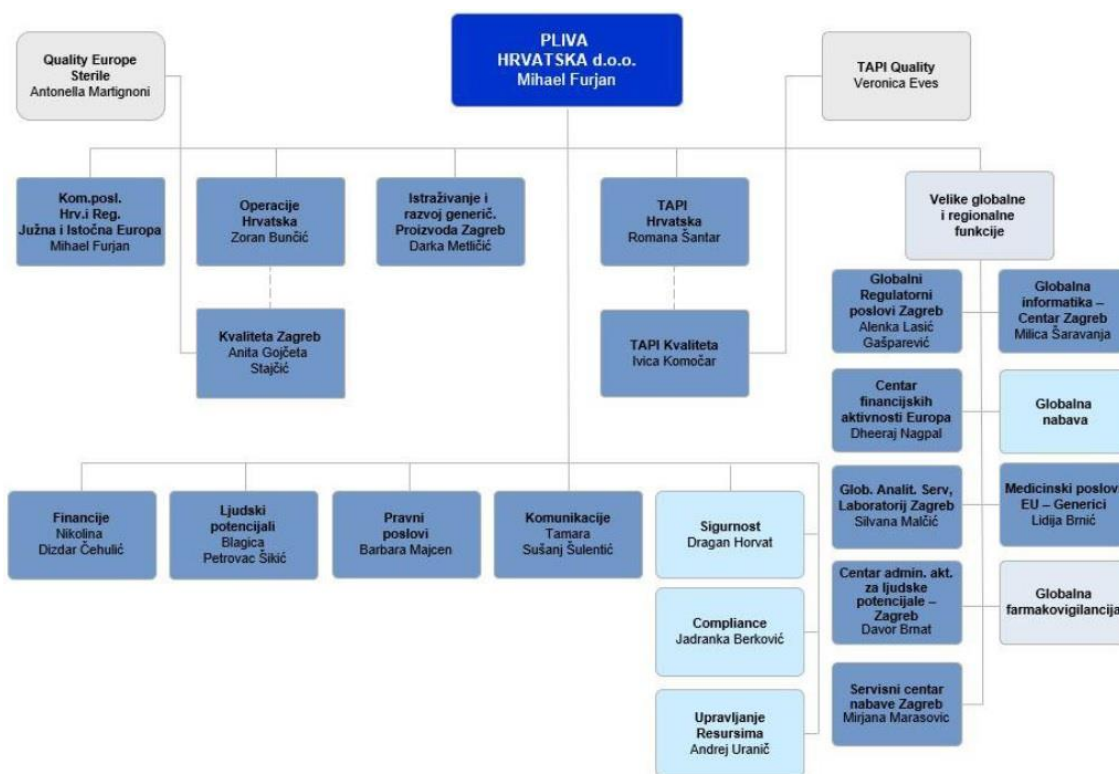 PLIVA
HRVATSKA d.o.o.
Mihael Furjan
Quality Europe
Sterile
Antonella Martignoni
TAPI Quality
Veronica Eves
Kom.posl.
Hrv.i Reg.
Južna i Istočna Europa
Mihael Furjan
Operacije
Hrvatska
Zoran Bunčić
Istraživanje i
razvoj generič.
Proizvoda Zagreb
Darka Metličić
TAPI
Hrvatska
Romana Šantar
Velike globalne
i regionalne
funkcije
Kvaliteta Zagreb
Anita Gojčeta
Stajčić
TAPI Kvaliteta
Ivica Komočar
Globalni
Regulatorni
poslovi Zagreb
Alenka Lasić
Gašparević
Globalna
informatika –
Centar Zagreb
Milica Šaravanja
Centar
financijskih
aktivnosti Europa
Dheeraj Nagpal
Globalna
nabava
Glob. Analit. Serv,
Laboratorij Zagreb
Silvana Malčić
Medicinski poslovi
EU – Generici
Lidija Brnić
Centar admin. akt.
za ljudske
potencijale –
Zagreb
Davor Brnat
Globalna
farmakovigilancija
Servisni centar
nabave Zagreb
Mirjana Marasovic
Financije
Nikolina
Dizdar Čehulić
Ljudski
potencijali
Blagica
Petrovac Šikić
Pravni
poslovi
Barbara Majcen
Komunikacije
Tamara
Sušanj Šulentić
Sigurnost
Dragan Horvat
Compliance
Jadranka Berković
Upravljanje
Resursima
Andrej Uranič